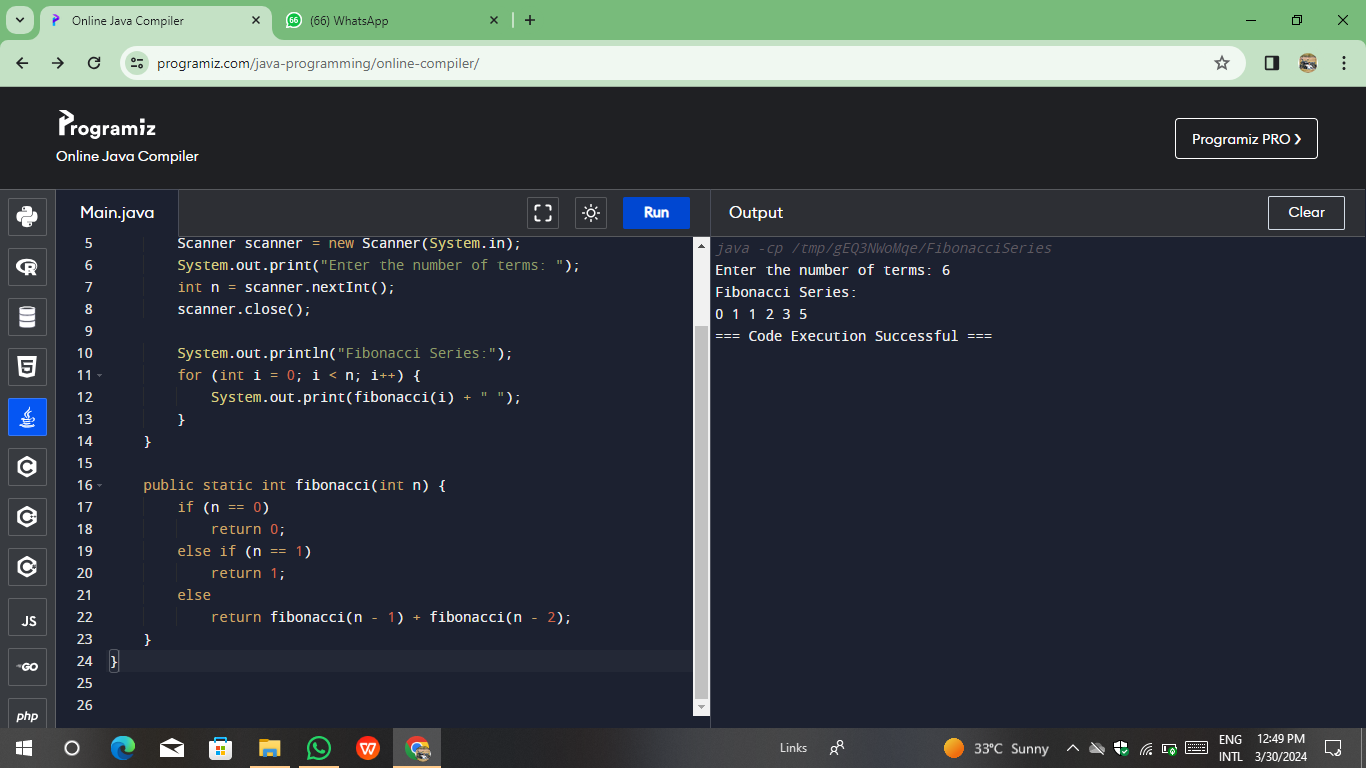 Online Java Compiler
(66) WhatsApp
programiz.com/java-programming/online-compiler/
Programiz
Online Java Compiler
Programiz PRO ❯
Main.java
Run
5 Scanner scanner = new Scanner(System.in);
6 System.out.print("Enter the number of terms: ");
7 int n = scanner.nextInt();
8 scanner.close();
9
10 System.out.println("Fibonacci Series:");
11 for (int i = 0; i < n; i++) {
12 System.out.print(fibonacci(i) + " ");
13 }
14 }
15
16 public static int fibonacci(int n) {
17 if (n == 0)
18 return 0;
19 else if (n == 1)
20 return 1;
21 else
22 return fibonacci(n - 1) + fibonacci(n - 2);
23 }
24 }
25
26
Output
Clear
java -cp /tmp/gEQ3NWoMqe/FibonacciSeries
Enter the number of terms: 6
Fibonacci Series:
0 1 1 2 3 5
=== Code Execution Successful ===
JS
GO
php
Links
33°C Sunny
ENG
INTL
12:49 PM
3/30/2024